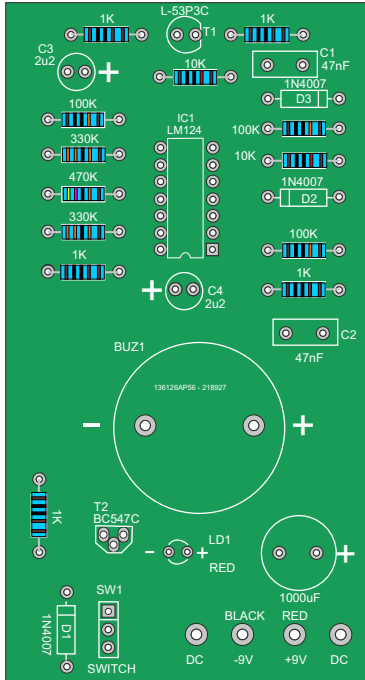 L-53P3C
1K
1K
T1
C3
2u2
C1
47nF
10K
1N4007
D3
100K
IC1
LM124
100K
330K
10K
470K
1N4007
D2
330K
100K
1K
1K
C4
2u2
C2
47nF
BUZ1
136126AP56 - 218927
1K
T2
BC547C
LD1
RED
1000uF
SW1
D1
1N4007
SWITCH
BLACK
RED
DC
-9V
+9V
DC